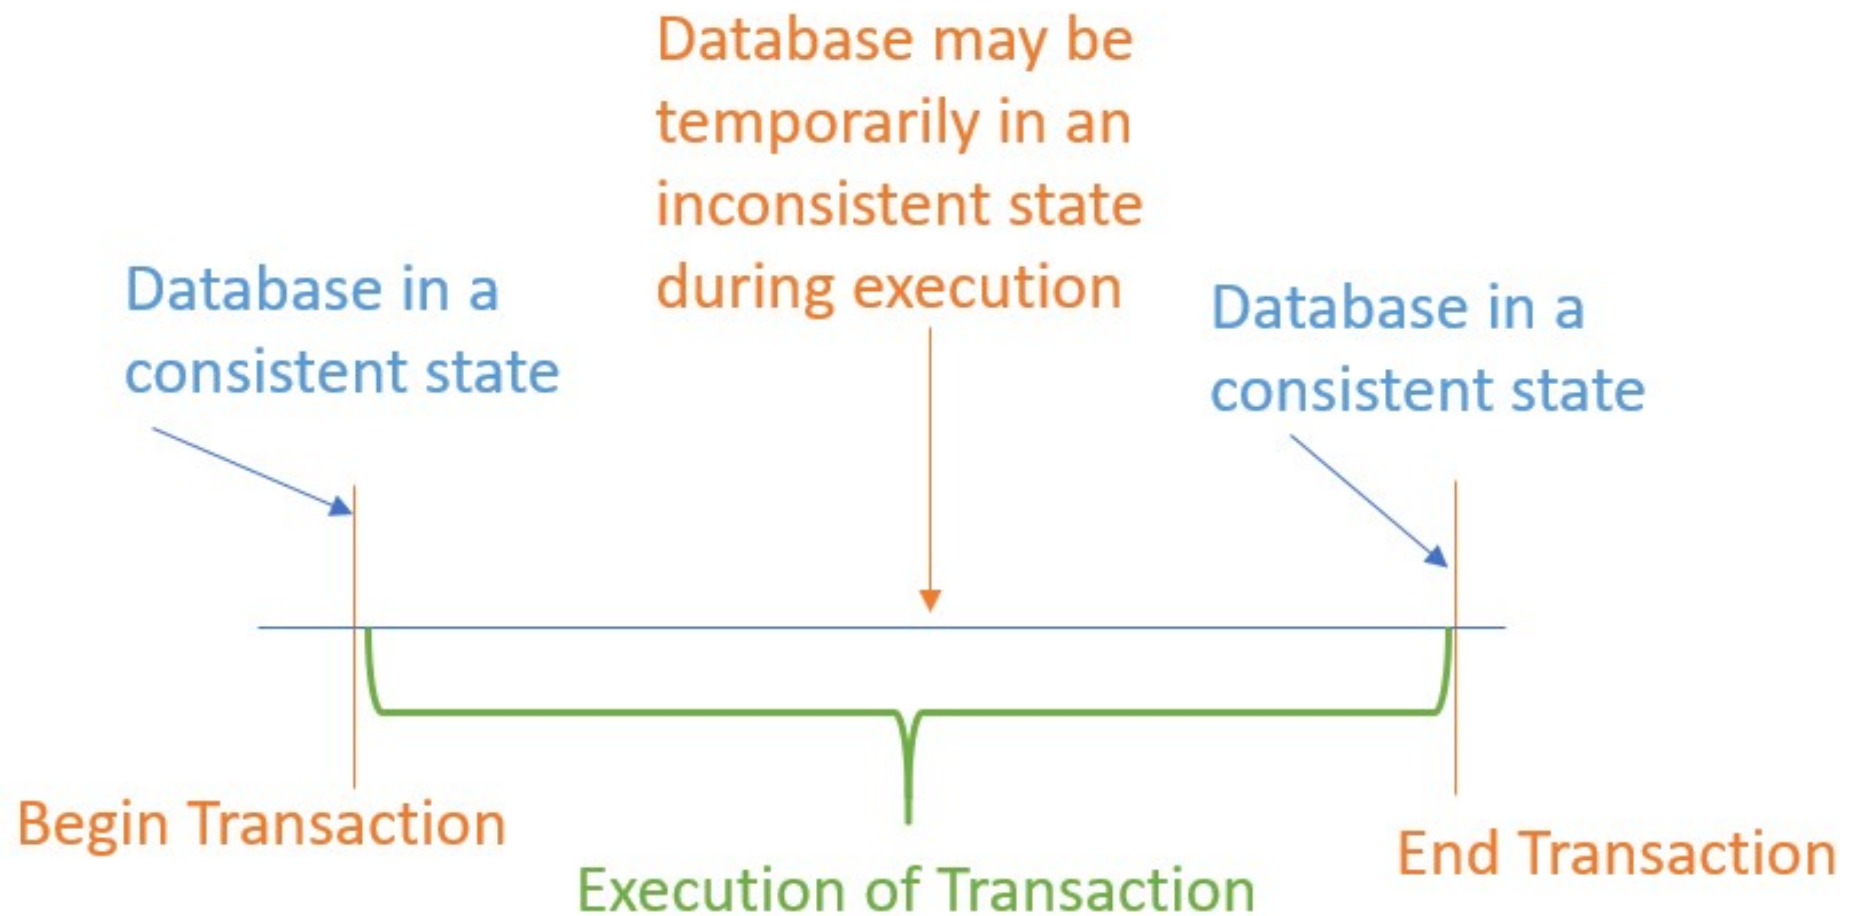 Database may be
temporarily in an
inconsistent state
during execution
Database in a
consistent state
Database in a
consistent state
Begin Transaction
Execution of Transaction
End Transaction